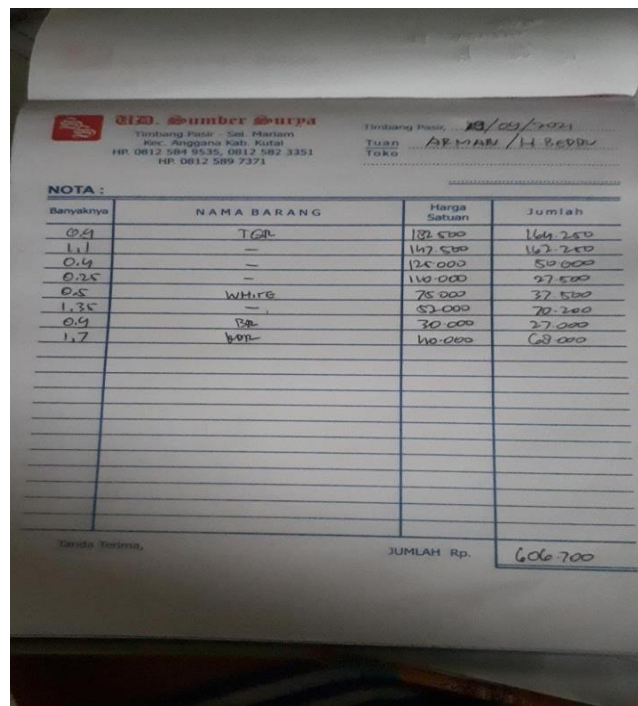 UD. Sumber Surya
Timbang Pasir - Sei. Mariam
Kec. Anggana Kab. Kutai
HP. 0812 584 9535, 0812 582 3351
HP. 0812 589 7371
Timbang Pasir, /09/2021
Tuan ARMAN / H BEDDU
Toko
NOTA :
Banyaknya NAMA BARANG Harga Satuan Jumlah
0.9 TGR 182.500 164.250
1,1 — 147.500 162.250
0.4 — 125.000 50.000
0.25 — 110.000 27.500
0.5 WHITE 75.000 37.500
1,35 — 52.000 70.200
0.9 BR 30.000 27.000
1,7 40.000 68.000
Tanda Terima, JUMLAH Rp. 606.700